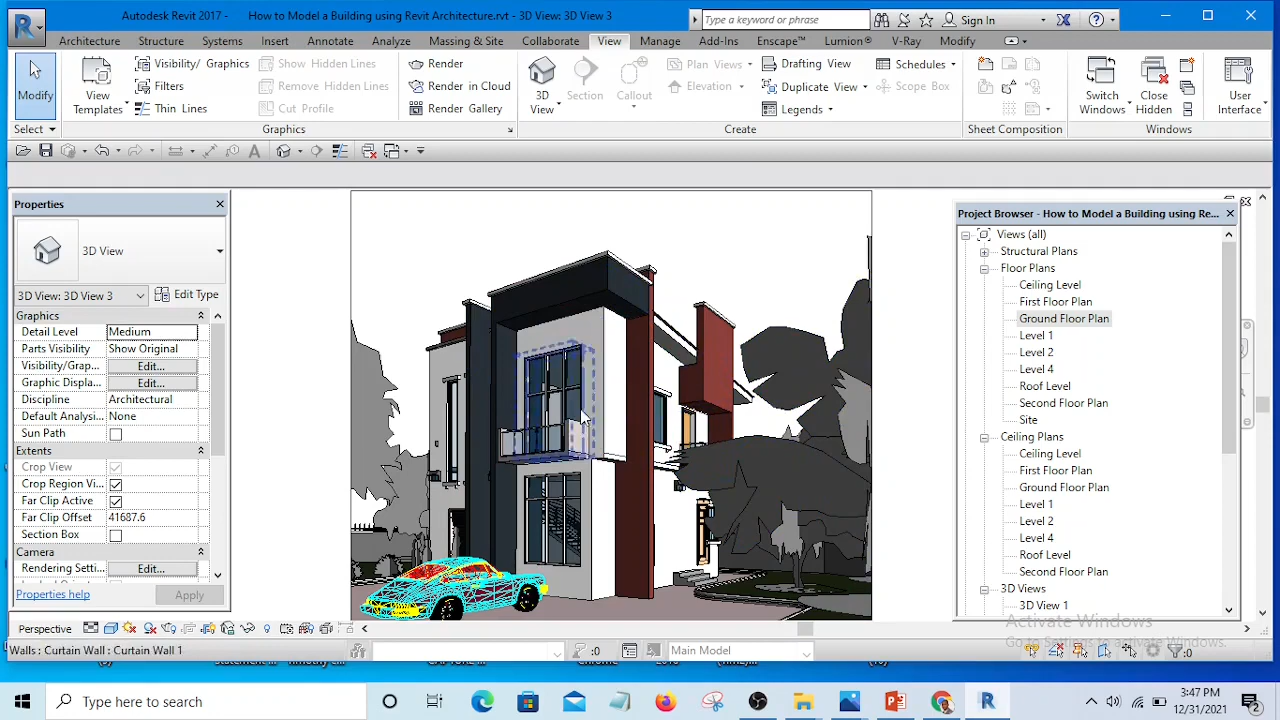 Autodesk Revit 2017 - How to Model a Building using Revit Architecture.rvt - 3D View: 3D View 3
Type a keyword or phrase
Sign In
Architecture Structure Systems Insert Annotate Analyze Massing & Site Collaborate View Manage Add-Ins Enscape™ Lumion® V-Ray Modify
Modify
View Templates
Visibility/ Graphics
Filters
Thin Lines
Show Hidden Lines
Remove Hidden Lines
Cut Profile
Render
Render in Cloud
Render Gallery
3D View
Section
Callout
Plan Views
Elevation
Drafting View
Duplicate View
Legends
Schedules
Scope Box
Switch Windows
Close Hidden
User Interface
Select
Graphics
Create
Sheet Composition
Windows
Properties
3D View
3D View: 3D View 3
Edit Type
Graphics
Detail Level Medium
Parts Visibility Show Original
Visibility/Grap... Edit...
Graphic Displa... Edit...
Discipline Architectural
Default Analysi... None
Sun Path
Extents
Crop View
Crop Region Vi...
Far Clip Active
Far Clip Offset 41687.6
Section Box
Camera
Rendering Setti... Edit...
Properties help
Apply
Project Browser - How to Model a Building using Re...
Views (all)
Structural Plans
Floor Plans
Ceiling Level
First Floor Plan
Ground Floor Plan
Level 1
Level 2
Level 4
Roof Level
Second Floor Plan
Site
Ceiling Plans
Ceiling Level
First Floor Plan
Ground Floor Plan
Level 1
Level 2
Level 4
Roof Level
Second Floor Plan
3D Views
3D View 1
Activate Windows
Go to Settings to activate Windows.
Perspective
Walls : Curtain Wall : Curtain Wall 1
:0
Main Model
:0
Type here to search
3:47 PM
12/31/2021
2